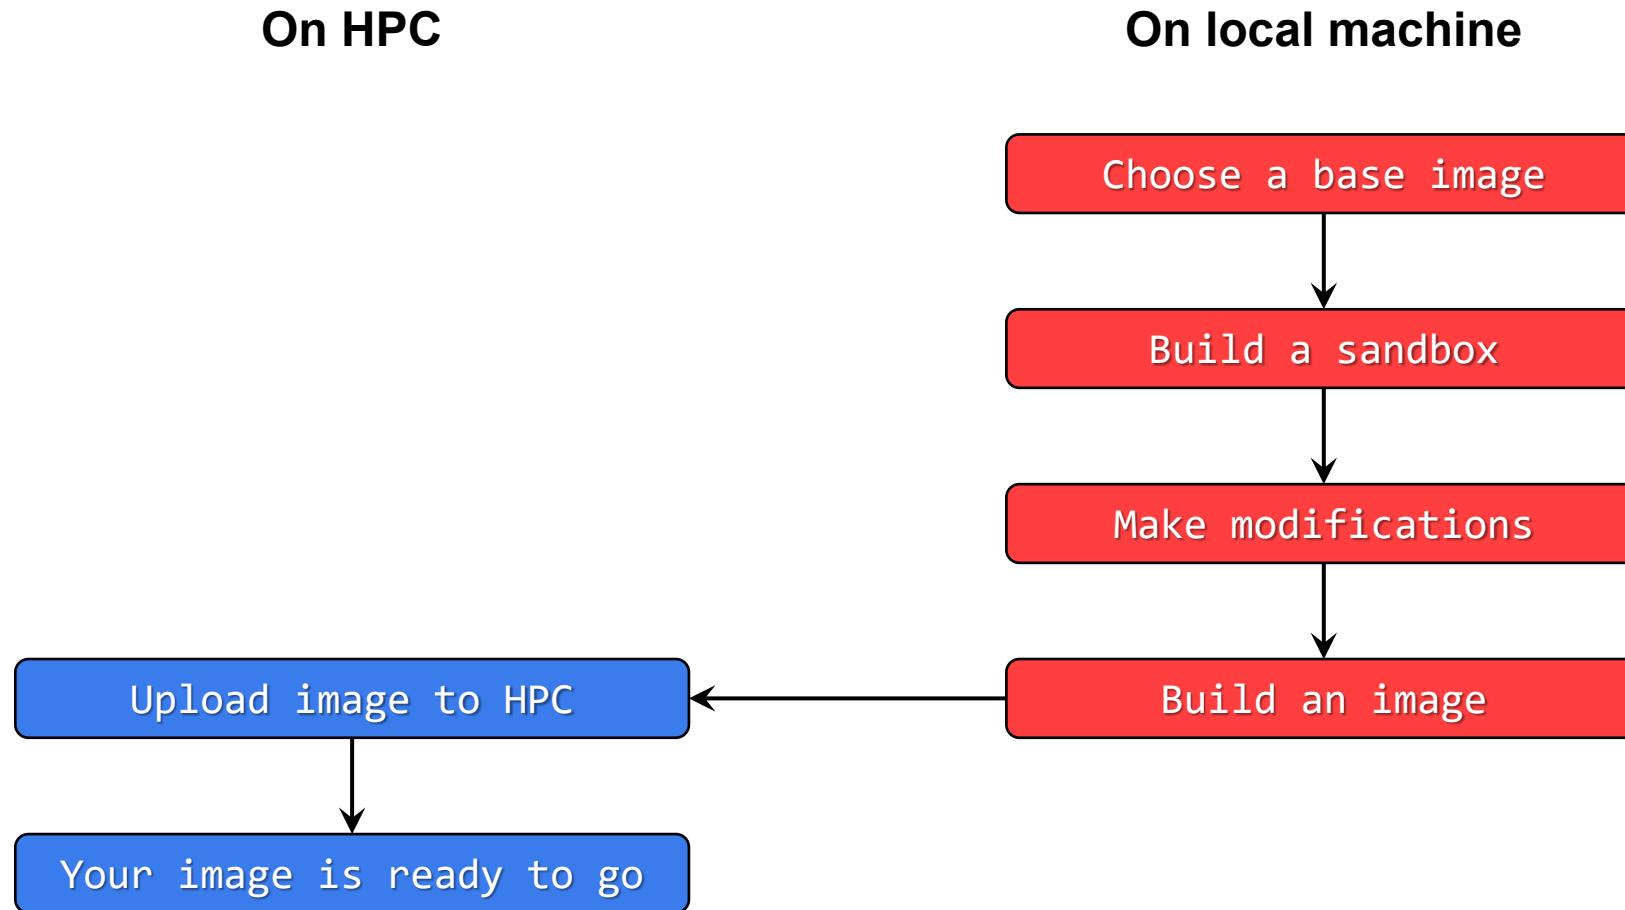 On HPC
On local machine
Choose a base image
Build a sandbox
Make modifications
Upload image to HPC
Build an image
Your image is ready to go